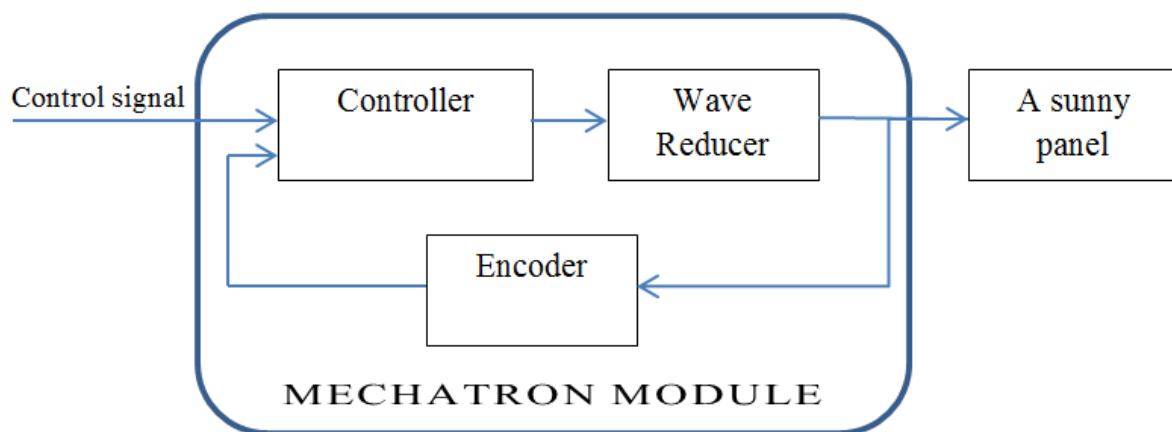 Control signal
Controller
Wave
Reducer
A sunny
panel
Encoder
MECHATRON MODULE